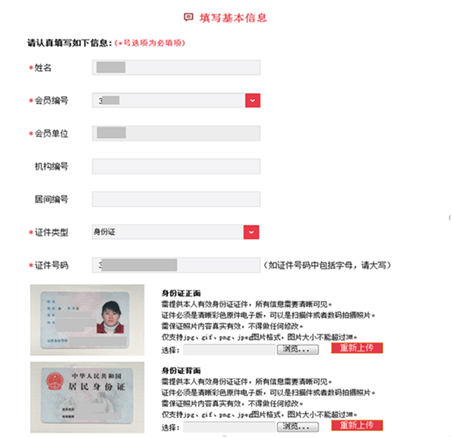 填写基本信息
请认真填写如下信息：(*号选项为必填项)
*姓名
*会员编号 3
*会员单位
机构编号
居间编号
*证件类型 身份证
*证件号码 3 (如证件号码中包括字母，请大写)
身份证正面
需提供本人有效身份证证件，所有信息需要清晰可见。
证件必须是清晰彩色原件电子版，可以是扫描件或者数码拍摄照片。
需保证照片内容真实有效，不得做任何修改。
仅支持jpg、gif、png、jpeg图片格式，图片大小不能超过3M。
选择： 浏览... 重新上传
中华人民共和国
居民身份证
身份证背面
需提供本人有效身份证证件，所有信息需要清晰可见。
证件必须是清晰彩色原件电子版，可以是扫描件或者数码拍摄照片。
需保证照片内容真实有效，不得做任何修改。
仅支持jpg、gif、png、jpeg图片格式，图片大小不能超过3M。
选择： 浏览... 重新上传